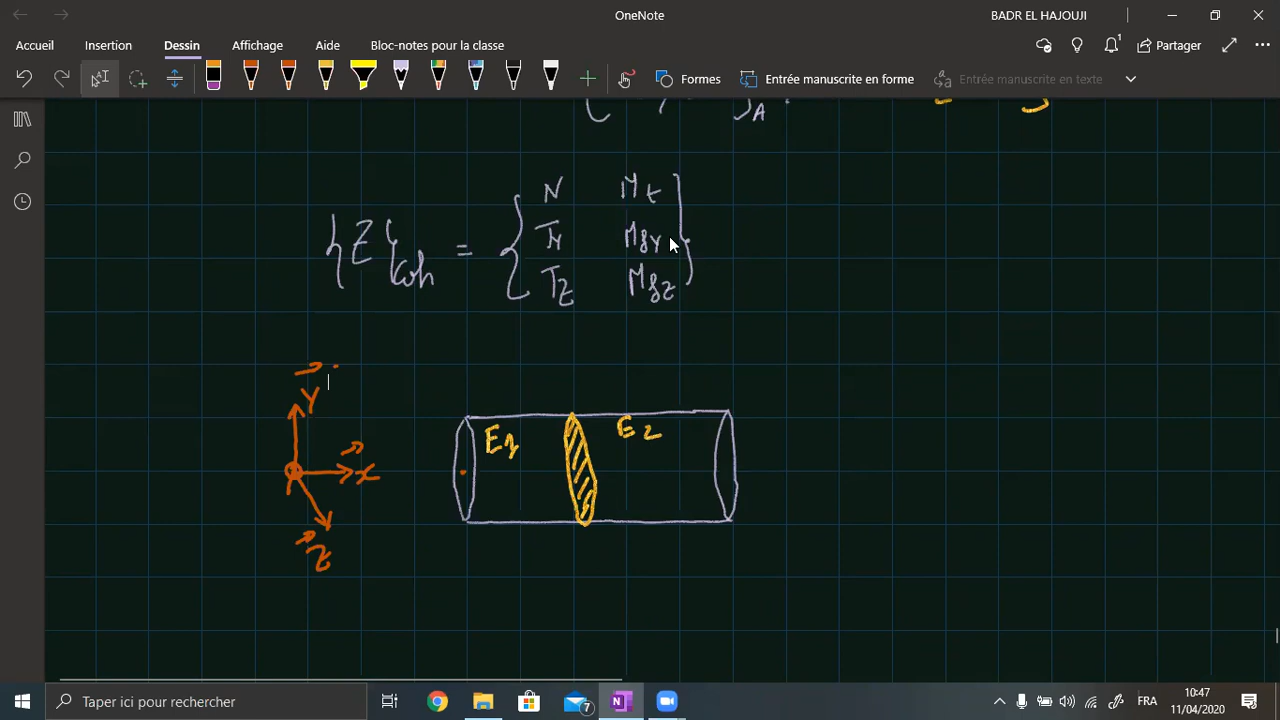 OneNote
BADR EL HAJOUJI
Accueil Insertion Dessin Affichage Aide Bloc-notes pour la classe
Partager
Formes Entrée manuscrite en forme Entrée manuscrite en texte
A
N Mt
{Z}coh = { Ty Mfy }
Tz Mfz
Y
E1 E2
x
Z
Taper ici pour rechercher
7
FRA
10:47
11/04/2020